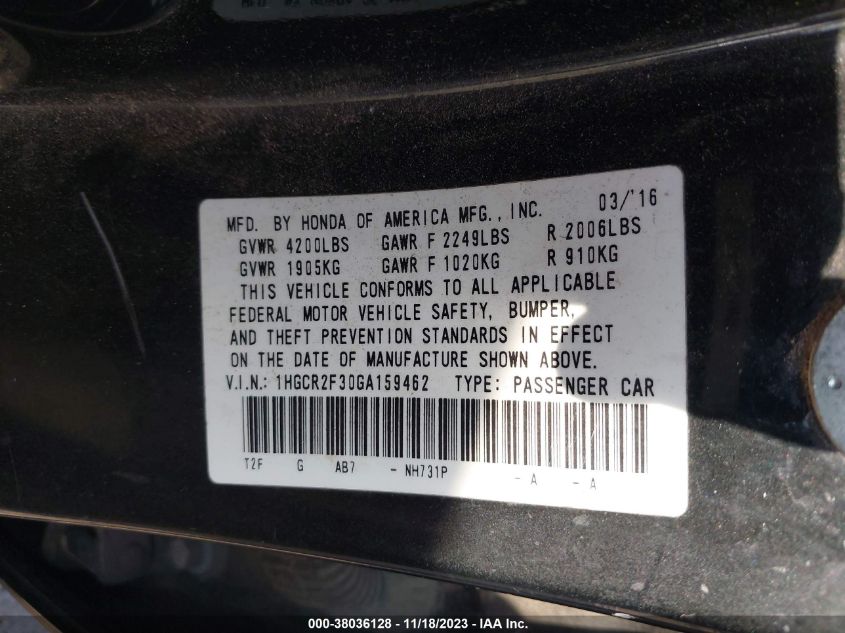 MFD. BY HONDA OF AMERICA MFG., INC. 03/'16
GVWR 4200LBS GAWR F 2249LBS R 2006LBS
GVWR 1905KG GAWR F 1020KG R 910KG
THIS VEHICLE CONFORMS TO ALL APPLICABLE
FEDERAL MOTOR VEHICLE SAFETY, BUMPER,
AND THEFT PREVENTION STANDARDS IN EFFECT
ON THE DATE OF MANUFACTURE SHOWN ABOVE.
V.I.N.: 1HGCR2F30GA159462 TYPE: PASSENGER CAR
T2F G AB7 - NH731P - A - A
000-38036128 - 11/18/2023 - IAA Inc.